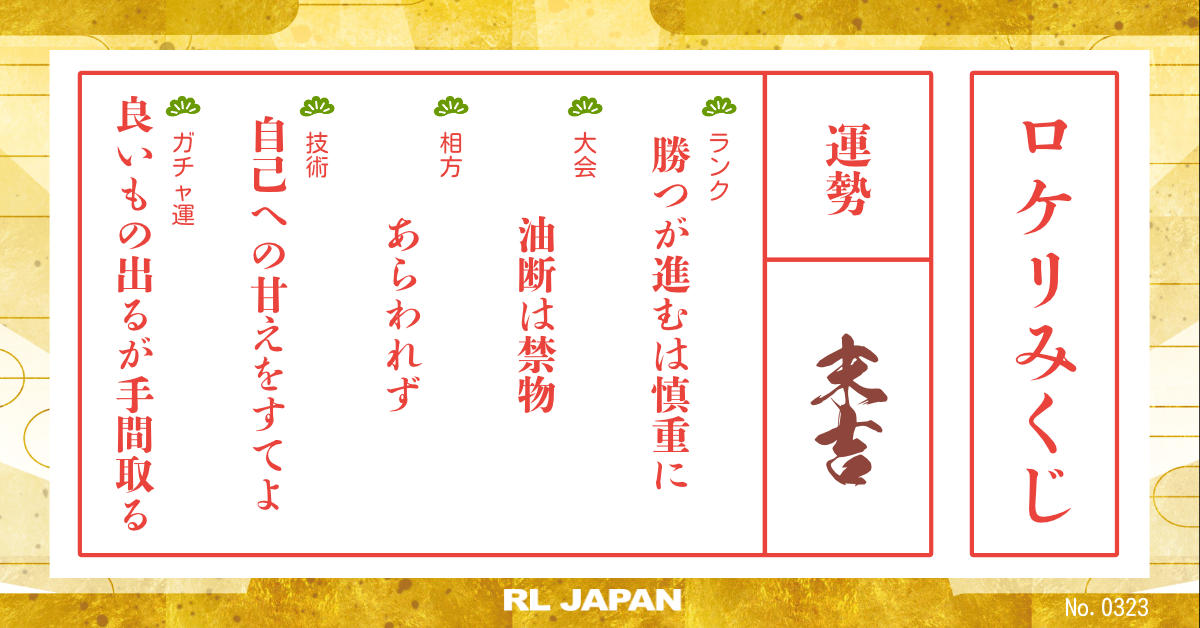 ロケリみくじ
運勢
末吉
ランク
勝つが進むは慎重に
大会
油断は禁物
相方
あらわれず
技術
自己への甘えをすてよ
ガチャ運
良いもの出るが手間取る
RL JAPAN
No. 0323